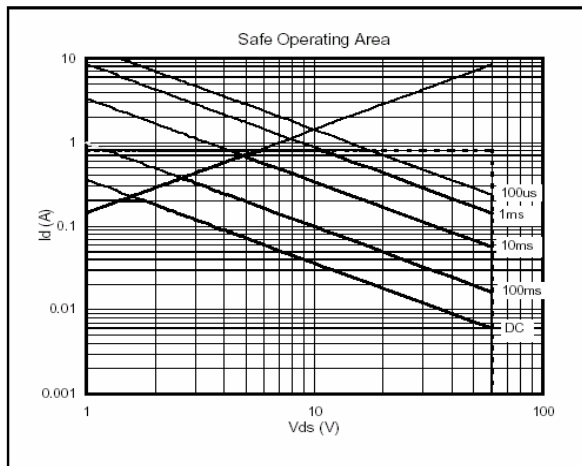 Safe Operating Area
10
1
0.1
0.01
0.001
Id (A)
100us
1ms
10ms
100ms
DC
1
10
100
Vds (V)